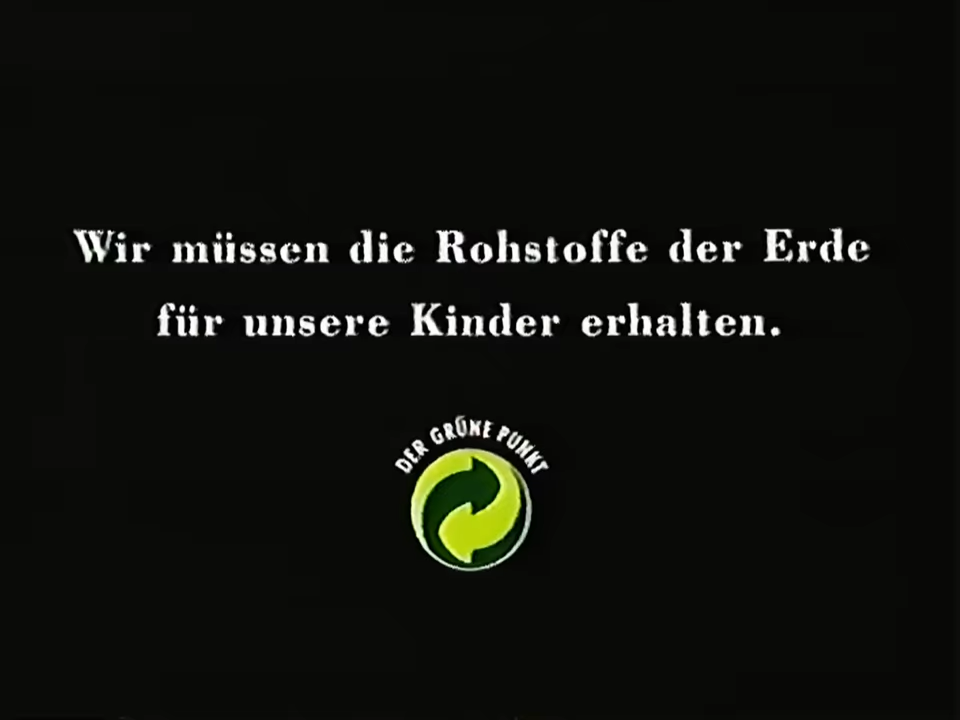 Wir müssen die Rohstoffe der Erde
für unsere Kinder erhalten.
DER GRÜNE PUNKT